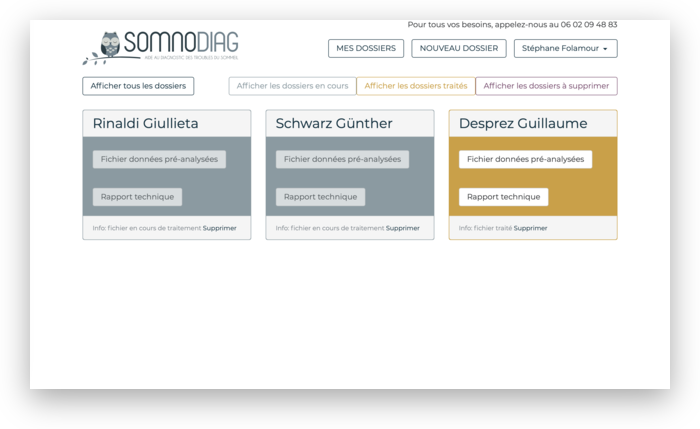 Pour tous vos besoins, appelez-nous au 06 02 09 48 83
SOMNODIAG
AIDE AU DIAGNOSTIC DES TROUBLES DU SOMMEIL
MES DOSSIERS
NOUVEAU DOSSIER
Stéphane Folamour
Afficher tous les dossiers
Afficher les dossiers en cours
Afficher les dossiers traités
Afficher les dossiers à supprimer
Rinaldi Giullieta
Fichier données pré-analysées
Rapport technique
Info: fichier en cours de traitement Supprimer
Schwarz Günther
Fichier données pré-analysées
Rapport technique
Info: fichier en cours de traitement Supprimer
Desprez Guillaume
Fichier données pré-analysées
Rapport technique
Info: fichier traité Supprimer